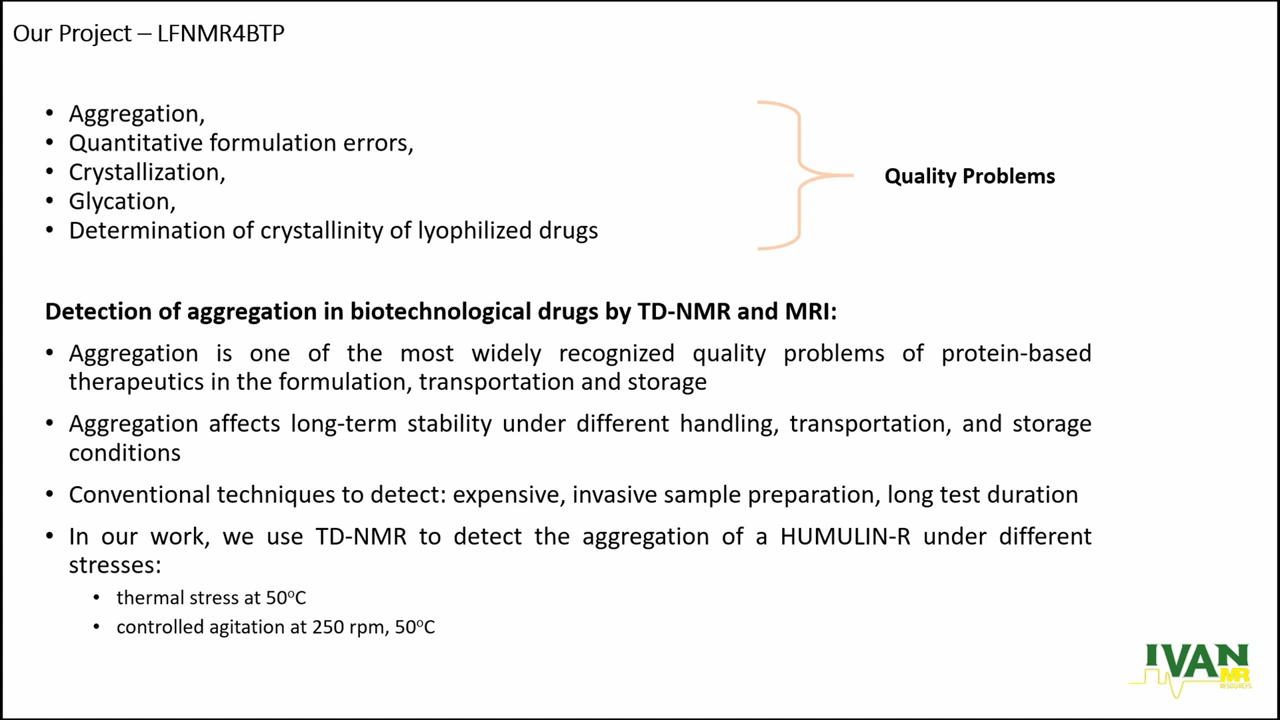 Our Project – LFNMR4BTP
• Aggregation,
• Quantitative formulation errors,
• Crystallization,
• Glycation,
• Determination of crystallinity of lyophilized drugs
Quality Problems
Detection of aggregation in biotechnological drugs by TD-NMR and MRI:
• Aggregation is one of the most widely recognized quality problems of protein-based
therapeutics in the formulation, transportation and storage
• Aggregation affects long-term stability under different handling, transportation, and storage
conditions
• Conventional techniques to detect: expensive, invasive sample preparation, long test duration
• In our work, we use TD-NMR to detect the aggregation of a HUMULIN-R under different
stresses:
• thermal stress at 50ºC
• controlled agitation at 250 rpm, 50ºC
IVAN
MR
RESOURCES